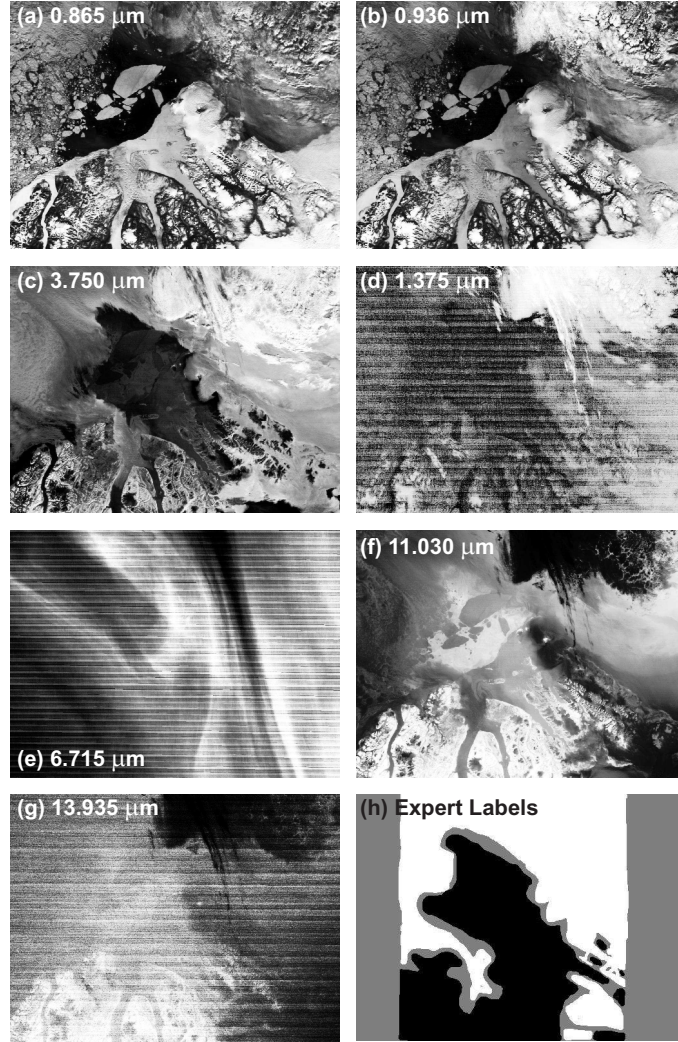 (a) 0.865 μm
(b) 0.936 μm
(c) 3.750 μm
(d) 1.375 μm
(e) 6.715 μm
(f) 11.030 μm
(g) 13.935 μm
(h) Expert Labels